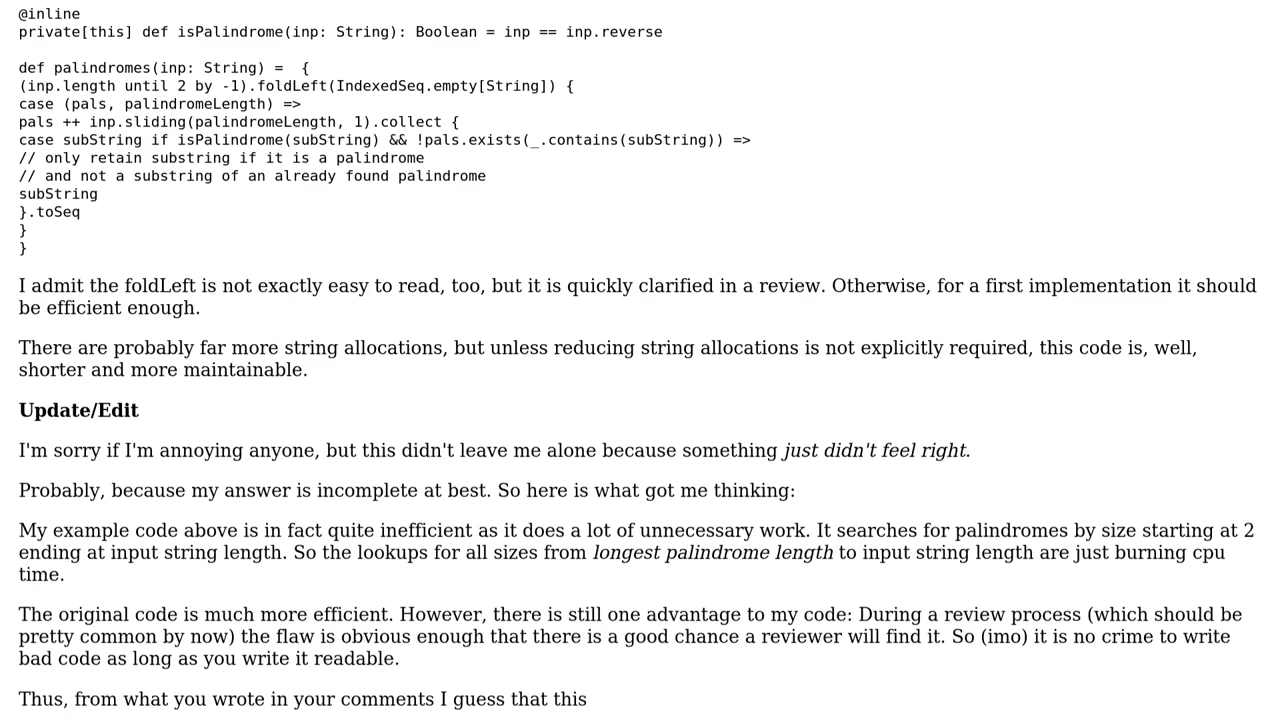 @inline
private[this] def isPalindrome(inp: String): Boolean = inp == inp.reverse
def palindromes(inp: String) =  {
(inp.length until 2 by -1).foldLeft(IndexedSeq.empty[String]) {
case (pals, palindromeLength) =>
pals ++ inp.sliding(palindromeLength, 1).collect {
case subString if isPalindrome(subString) && !pals.exists(_.contains(subString)) =>
// only retain substring if it is a palindrome
// and not a substring of an already found palindrome
subString
}.toSeq
}
}
I admit the foldLeft is not exactly easy to read, too, but it is quickly clarified in a review. Otherwise, for a first implementation it should
be efficient enough.
There are probably far more string allocations, but unless reducing string allocations is not explicitly required, this code is, well,
shorter and more maintainable.
Update/Edit
I'm sorry if I'm annoying anyone, but this didn't leave me alone because something just didn't feel right.
Probably, because my answer is incomplete at best. So here is what got me thinking:
My example code above is in fact quite inefficient as it does a lot of unnecessary work. It searches for palindromes by size starting at 2
ending at input string length. So the lookups for all sizes from longest palindrome length to input string length are just burning cpu
time.
The original code is much more efficient. However, there is still one advantage to my code: During a review process (which should be
pretty common by now) the flaw is obvious enough that there is a good chance a reviewer will find it. So (imo) it is no crime to write
bad code as long as you write it readable.
Thus, from what you wrote in your comments I guess that this